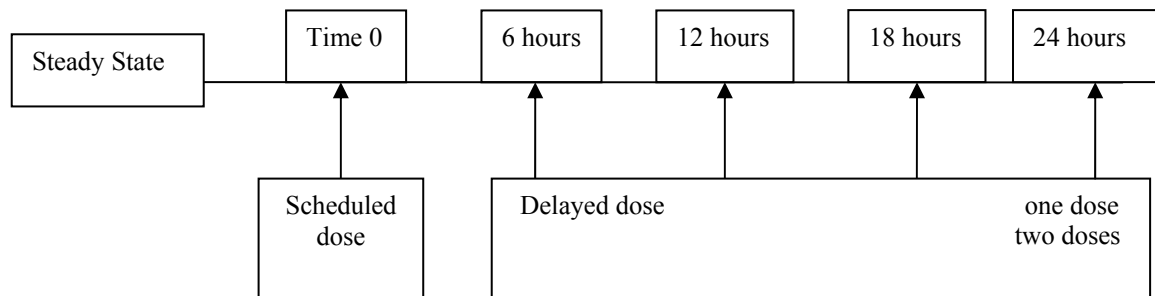 Steady State
Time 0
6 hours
12 hours
18 hours
24 hours
Scheduled
dose
Delayed dose
one dose
two doses